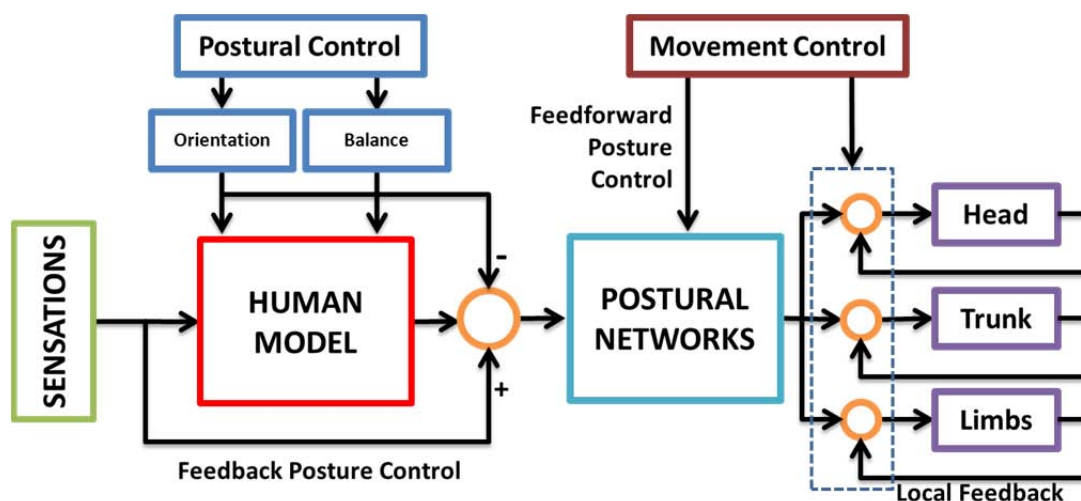 Postural Control
Movement Control
Orientation
Balance
Feedforward
Posture
Control
SENSATIONS
HUMAN
MODEL
-
+
POSTURAL
NETWORKS
Head
Trunk
Limbs
Feedback Posture Control
Local Feedback